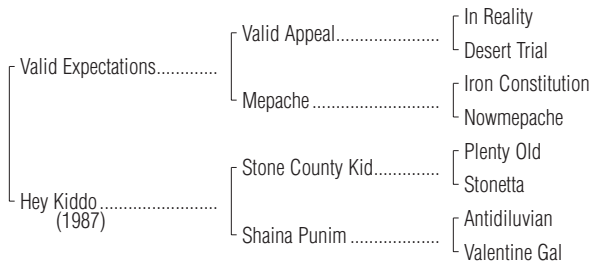 In Reality
Valid Appeal.....................
Desert Trial
Valid Expectations............
Iron Constitution
Mepache .........................
Nowmepache
Plenty Old
Stone County Kid.............
Stonetta
Hey Kiddo.......................
(1987)
Antidiluvian
Shaina Punim ..................
Valentine Gal